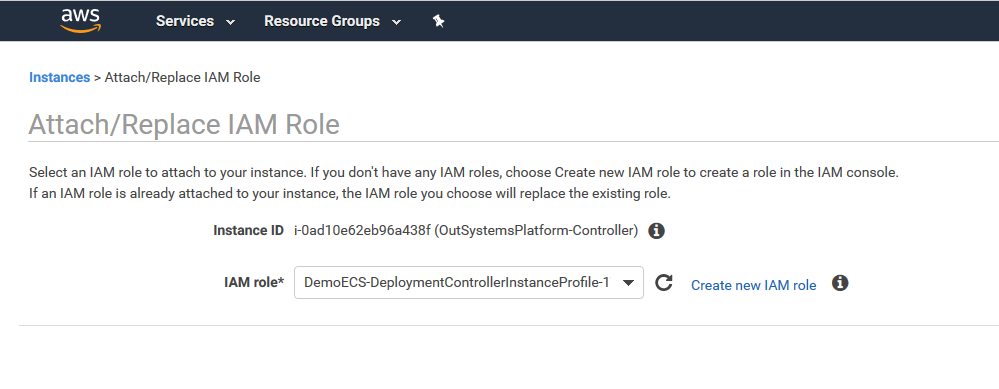 aws Services Resource Groups
Instances > Attach/Replace IAM Role
Attach/Replace IAM Role
Select an IAM role to attach to your instance. If you don't have any IAM roles, choose Create new IAM role to create a role in the IAM console.
If an IAM role is already attached to your instance, the IAM role you choose will replace the existing role.
Instance ID i-0ad10e62eb96a438f (OutSystemsPlatform-Controller)
IAM role* DemoECS-DeploymentControllerInstanceProfile-1 Create new IAM role